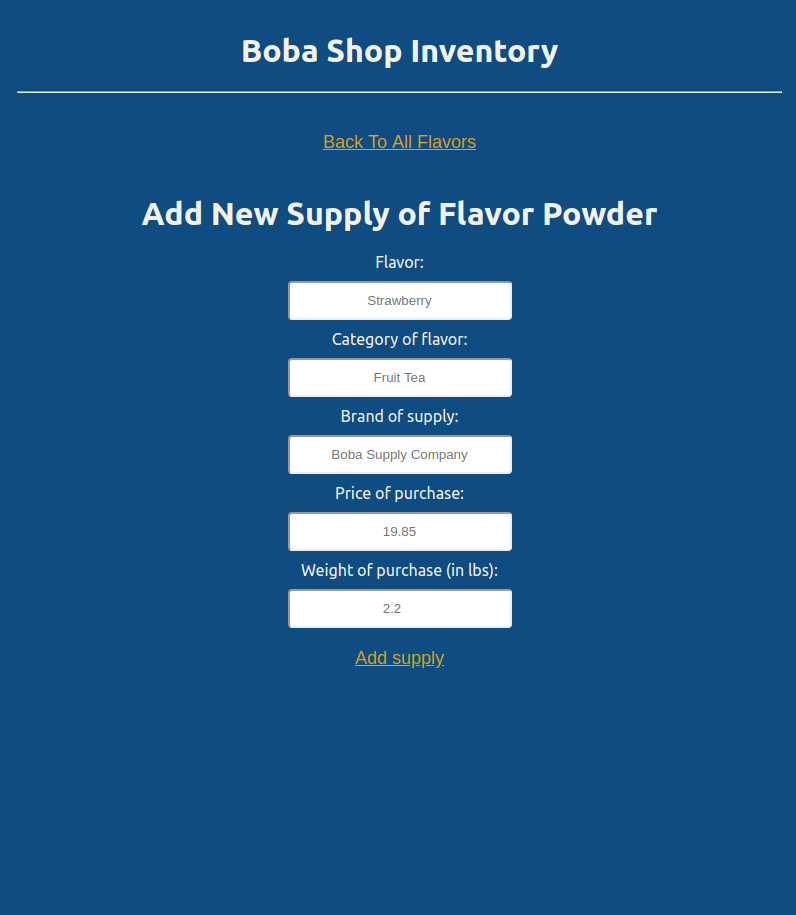 Boba Shop Inventory
Back To All Flavors
Add New Supply of Flavor Powder
Flavor:
Strawberry
Category of flavor:
Fruit Tea
Brand of supply:
Boba Supply Company
Price of purchase:
19.85
Weight of purchase (in lbs):
2.2
Add supply